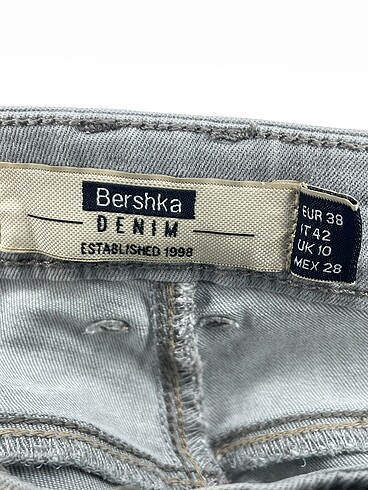 Bershka
DENIM
ESTABLISHED 1998
EUR 38
IT 42
UK 10
MEX 28